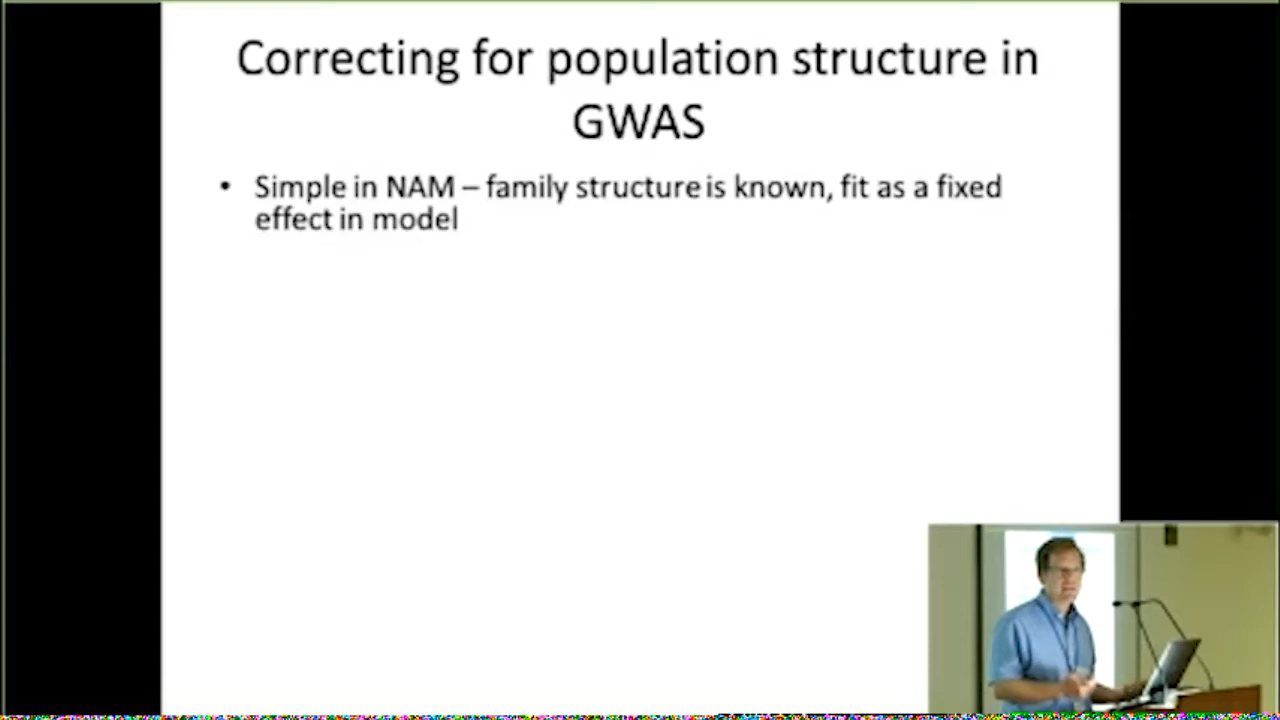 Correcting for population structure in
GWAS
• Simple in NAM – family structure is known, fit as a fixed
effect in model